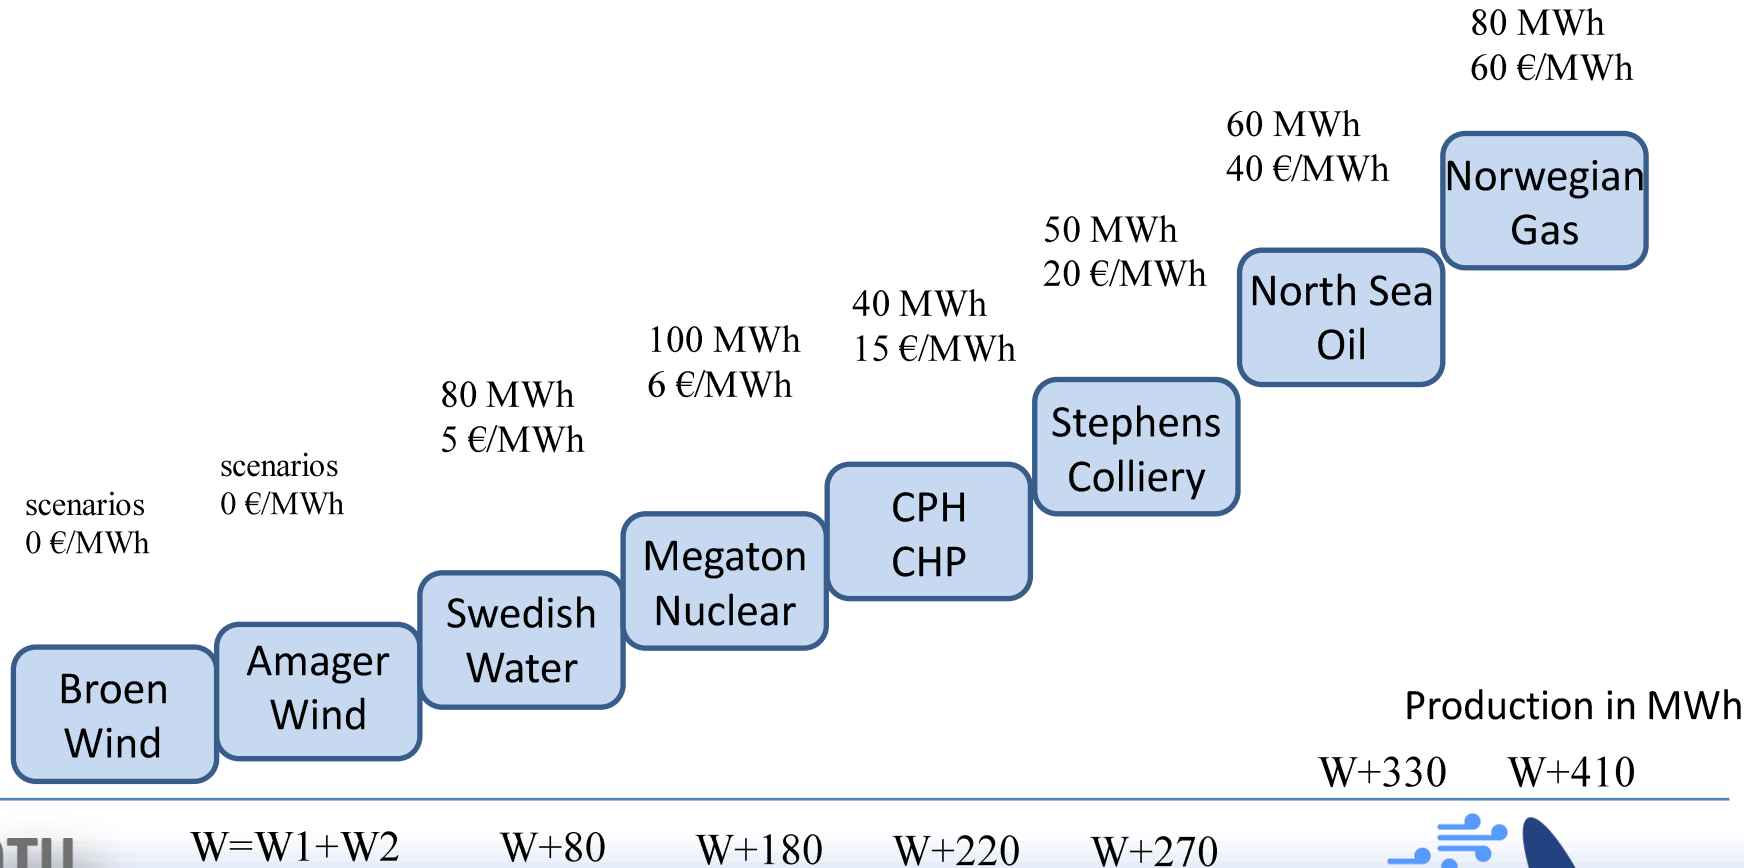 80 MWh
60 €/MWh
60 MWh
40 €/MWh
Norwegian
Gas
50 MWh
20 €/MWh
North Sea
Oil
40 MWh
15 €/MWh
100 MWh
6 €/MWh
Stephens
Colliery
80 MWh
5 €/MWh
CPH
CHP
scenarios
0 €/MWh
scenarios
0 €/MWh
Megaton
Nuclear
Swedish
Water
Amager
Wind
Broen
Wind
Production in MWh
W+330
W+410
W=W1+W2
W+80
W+180
W+220
W+270